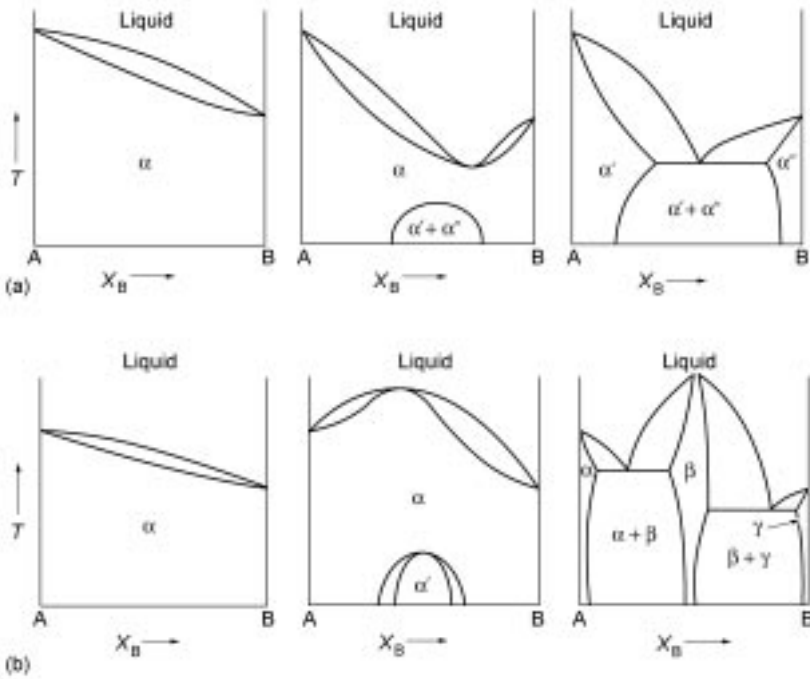 Liquid Liquid Liquid
T α α α' α' + α'' α' + α'' α''
A B A B A B
X_B X_B X_B
(a)
Liquid Liquid Liquid
T α α α' α β α + β β + γ γ
A B A B A B
X_B X_B X_B
(b)